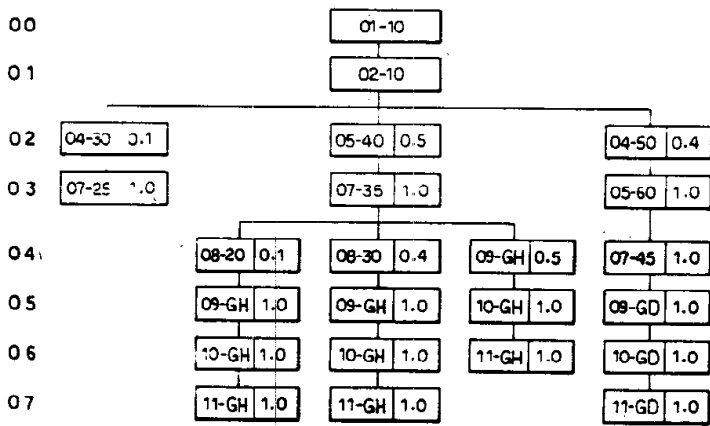 00 01-10
01 02-10
02 04-30 0.1 05-40 0.5 04-50 0.4
03 07-25 1.0 07-35 1.0 05-60 1.0
04 08-20 0.1 08-30 0.4 09-GH 0.5 07-45 1.0
05 09-GH 1.0 09-GH 1.0 10-GH 1.0 09-GD 1.0
06 10-GH 1.0 10-GH 1.0 11-GH 1.0 10-GD 1.0
07 11-GH 1.0 11-GH 1.0 11-GD 1.0